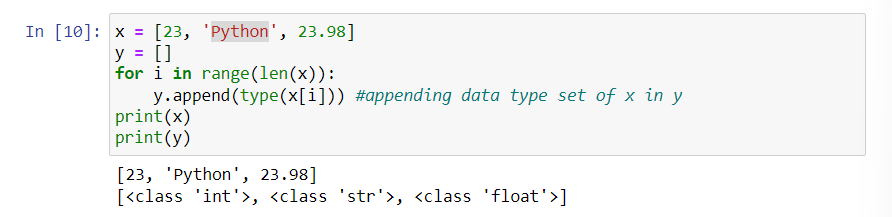 In [10]: x = [23, 'Python', 23.98]
y = []
for i in range(len(x)):
    y.append(type(x[i])) #appending data type set of x in y
print(x)
print(y)
[23, 'Python', 23.98]
[<class 'int'>, <class 'str'>, <class 'float'>]